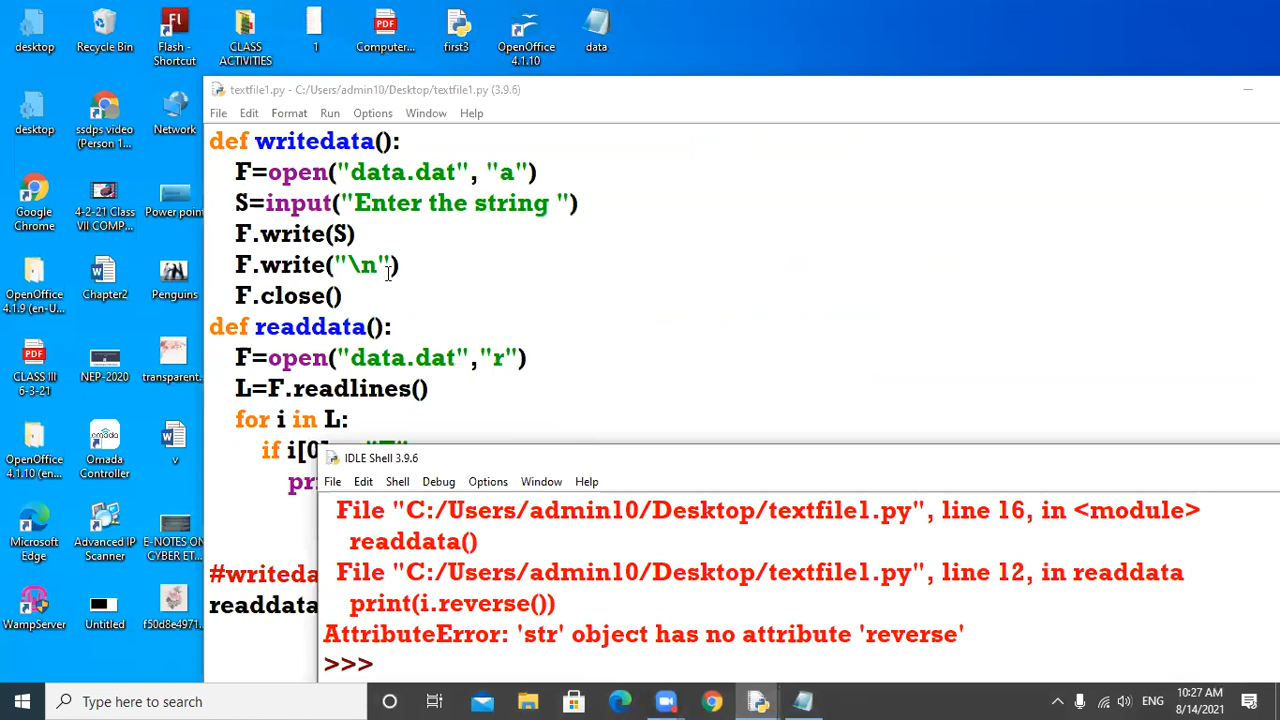 desktop
Recycle Bin
Flash -
Shortcut
CLASS
ACTIVITIES
1
Computer...
first3
OpenOffice
4.1.10
data
desktop
ssdps video
(Person 1...
Network
Google
Chrome
4-2-21 Class
VII COMP...
Power point
OpenOffice
4.1.9 (en-U...
Chapter2
Penguins
CLASS III
6-3-21
NEP-2020
transparent...
OpenOffice
4.1.10 (en...
Omada
Controller
v
Microsoft
Edge
Advanced IP
Scanner
E-NOTES ON
CYBER ET...
WampServer
Untitled
f50d8e4971...
textfile1.py - C:/Users/admin10/Desktop/textfile1.py (3.9.6)
File Edit Format Run Options Window Help
def writedata():
F=open("data.dat", "a")
S=input("Enter the string ")
F.write(S)
F.write("\n")
F.close()
def readdata():
F=open("data.dat","r")
L=F.readlines()
for i in L:
if i[0]
pri
#writeda
readdata
IDLE Shell 3.9.6
File Edit Shell Debug Options Window Help
File "C:/Users/admin10/Desktop/textfile1.py", line 16, in <module>
readdata()
File "C:/Users/admin10/Desktop/textfile1.py", line 12, in readdata
print(i.reverse())
AttributeError: 'str' object has no attribute 'reverse'
>>>
Type here to search
ENG
10:27 AM
8/14/2021